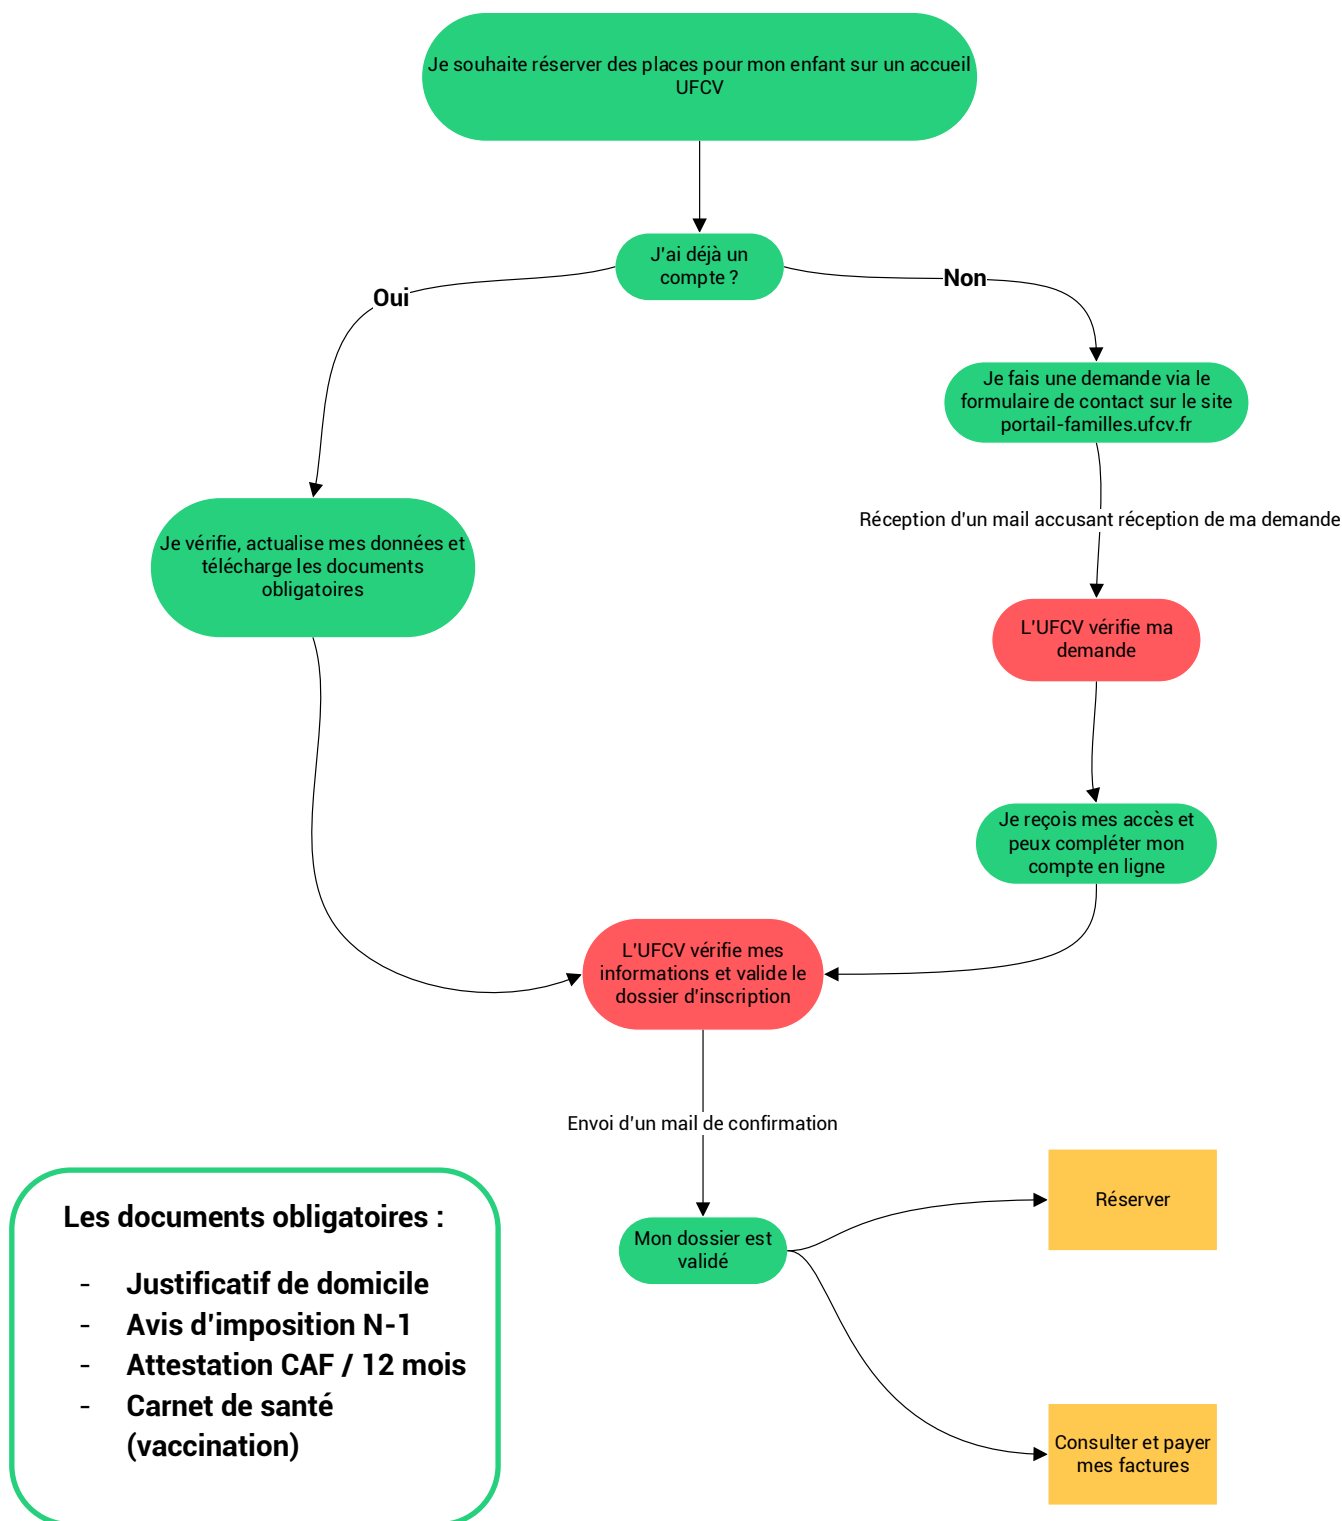 Je souhaite réserver des places pour mon enfant sur un accueil
UFCV
J'ai déjà un
compte ?
Oui
Non
Je fais une demande via le
formulaire de contact sur le site
portail-familles.ufcv.fr
Réception d'un mail accusant réception de ma demande
Je vérifie, actualise mes données et
télécharge les documents
obligatoires
L'UFCV vérifie ma
demande
Je reçois mes accès et
peux compléter mon
compte en ligne
L'UFCV vérifie mes
informations et valide le
dossier d'inscription
Envoi d'un mail de confirmation
Mon dossier est
validé
Réserver
Consulter et payer
mes factures
Les documents obligatoires :
- Justificatif de domicile
- Avis d'imposition N-1
- Attestation CAF / 12 mois
- Carnet de santé
(vaccination)